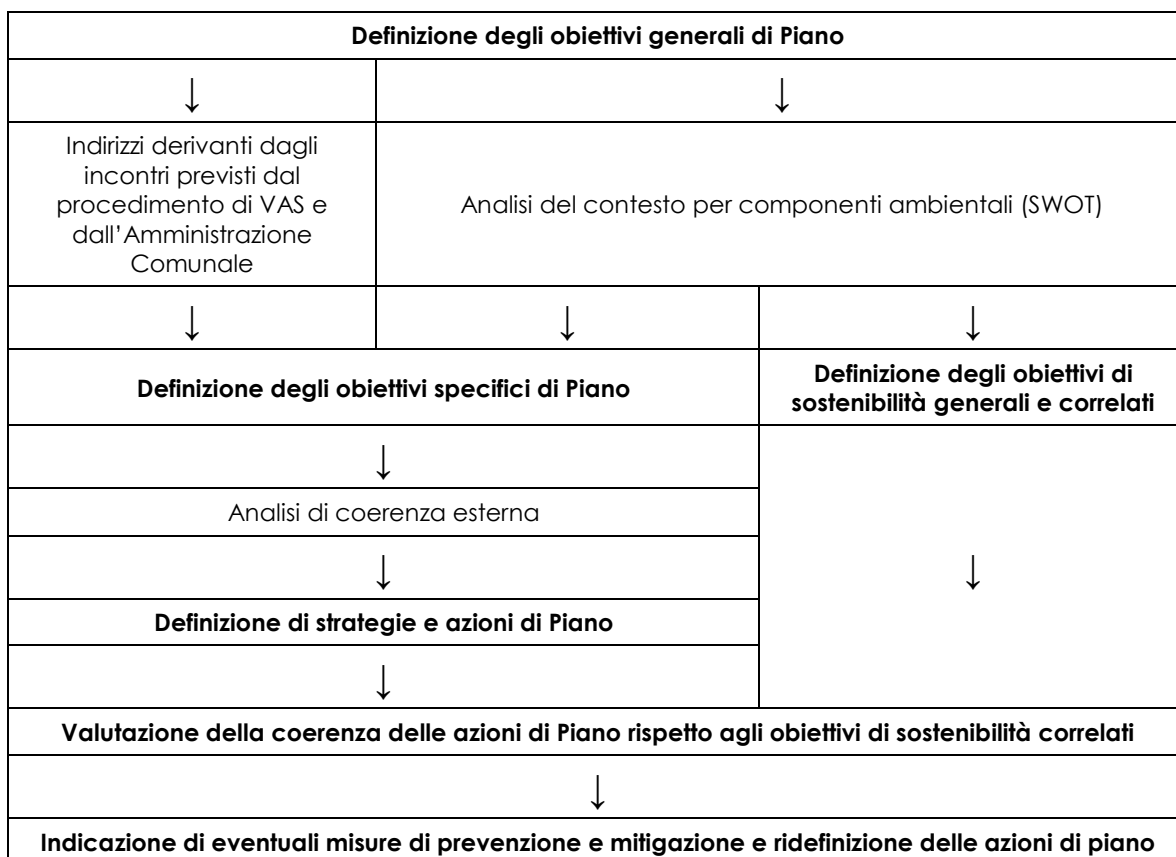 Definizione degli obiettivi generali di Piano
↓ ↓
Indirizzi derivanti dagli
incontri previsti dal
procedimento di VAS e
dall'Amministrazione
Comunale
Analisi del contesto per componenti ambientali (SWOT)
↓ ↓ ↓
Definizione degli obiettivi specifici di Piano
Definizione degli obiettivi di
sostenibilità generali e correlati
↓
Analisi di coerenza esterna
↓ ↓
Definizione di strategie e azioni di Piano
↓
Valutazione della coerenza delle azioni di Piano rispetto agli obiettivi di sostenibilità correlati
↓
Indicazione di eventuali misure di prevenzione e mitigazione e ridefinizione delle azioni di piano